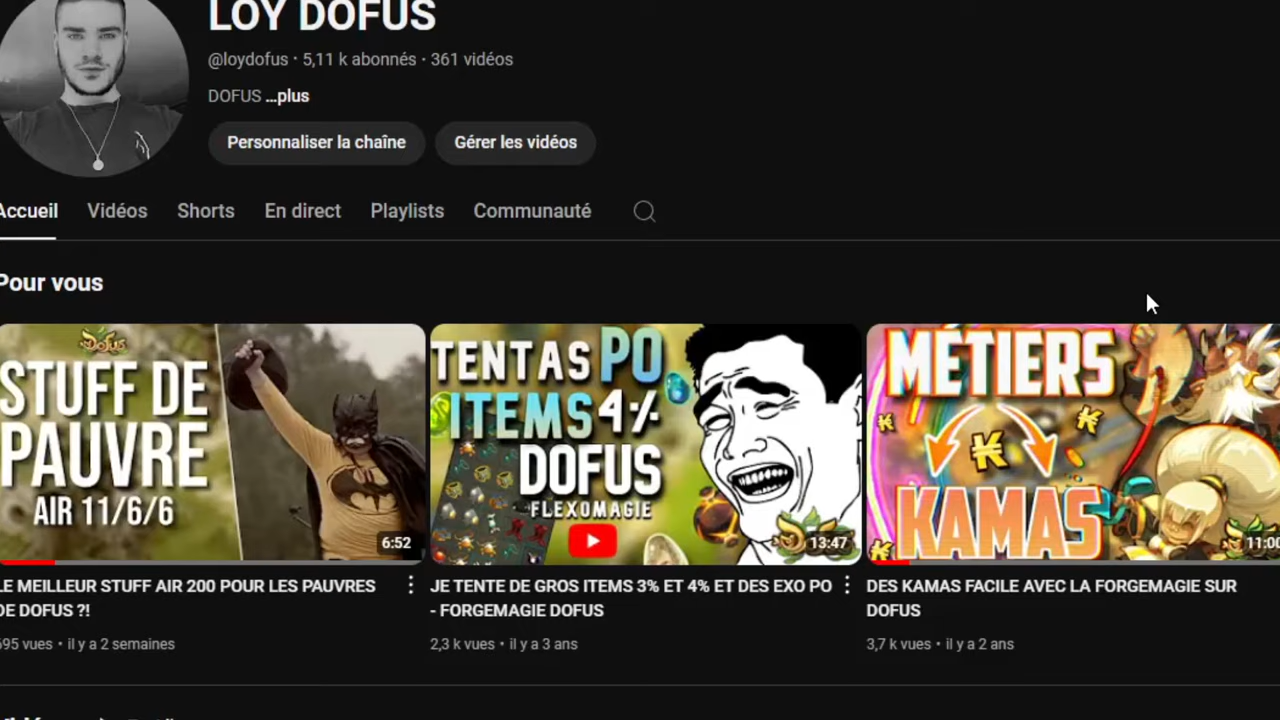 LOY DOFUS
@loydofus · 5,11 k abonnés · 361 vidéos
DOFUS ...plus
Personnaliser la chaîne
Gérer les vidéos
Accueil
Vidéos
Shorts
En direct
Playlists
Communauté
Pour vous
DOFUS
STUFF DE
PAUVRE
AIR 11/6/6
6:52
TENTAS PO
ITEMS 4%
DOFUS
FLEXOMAGIE
13:47
MÉTIERS
KAMAS
11:00
LE MEILLEUR STUFF AIR 200 POUR LES PAUVRES
DE DOFUS ?!
695 vues · il y a 2 semaines
JE TENTE DE GROS ITEMS 3% ET 4% ET DES EXO PO
- FORGEMAGIE DOFUS
2,3 k vues · il y a 3 ans
DES KAMAS FACILE AVEC LA FORGEMAGIE SUR
DOFUS
3,7 k vues · il y a 2 ans